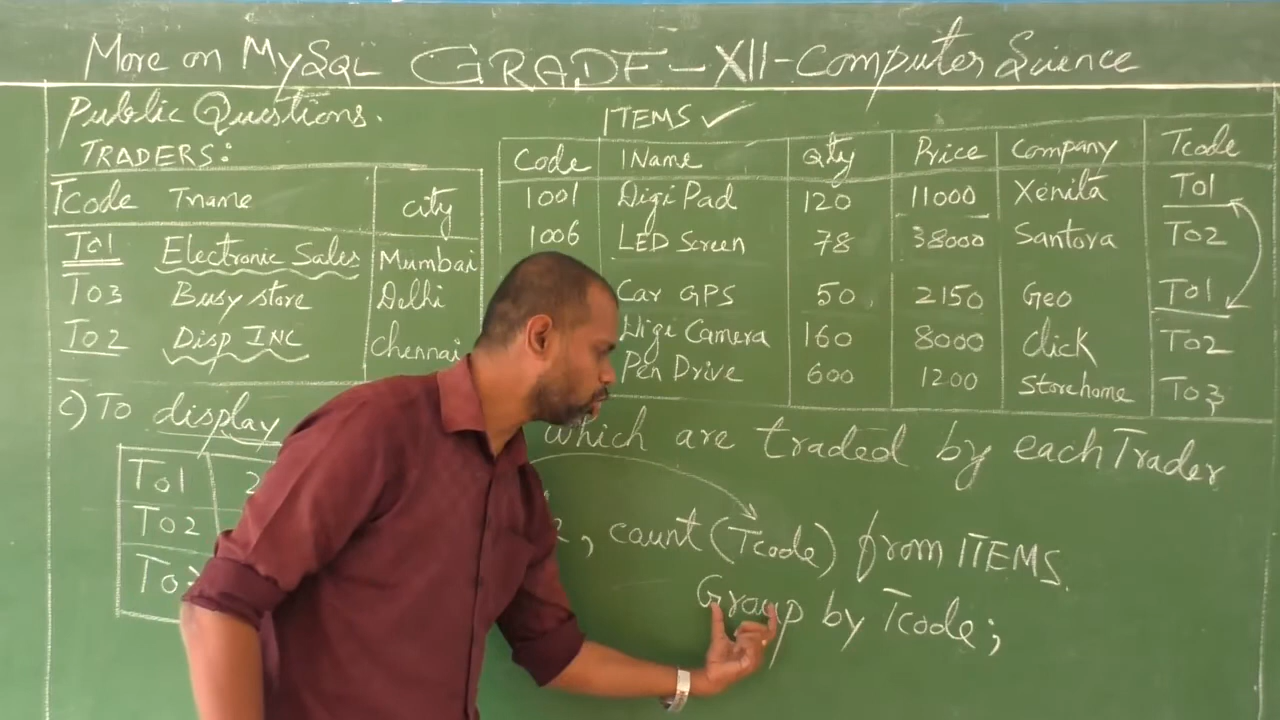 More on MySQL GRADE-XII-Computer Science
Public Questions.
TRADERS:
Tcode Tname city
T01 Electronic Sales Mumbai
T03 Busy store Delhi
T02 Disp INC Chennai
ITEMS ✓
Code IName Qty Price Company Tcode
1001 Digi Pad 120 11000 Xenita T01
1006 LED Screen 78 38000 Santora T02
Car GPS 50 2150 Geo T01
Digi Camera 160 8000 Click T02
Pen Drive 600 1200 Storehome T03
c) To display which are traded by each Trader
T01 2
T02
, count (Tcode) from ITEMS.
Group by Tcode;